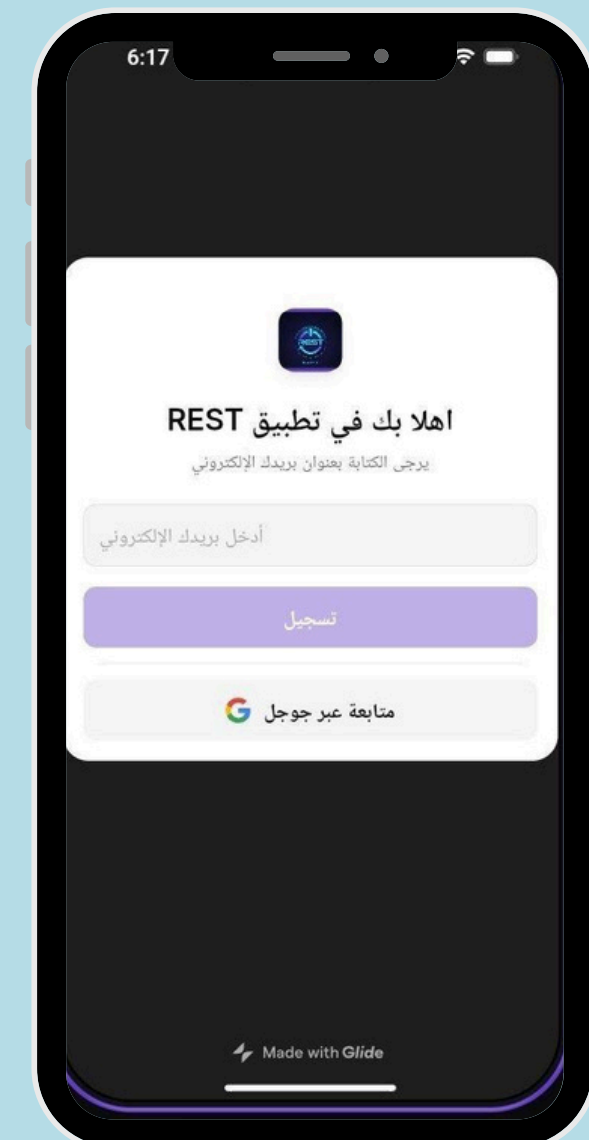 6:17
REST
اهلا بك في تطبيق REST
يرجى الكتابة بعنوان بريدك الإلكتروني
أدخل بريدك الإلكتروني
تسجيل
متابعة عبر جوجل
Made with Glide